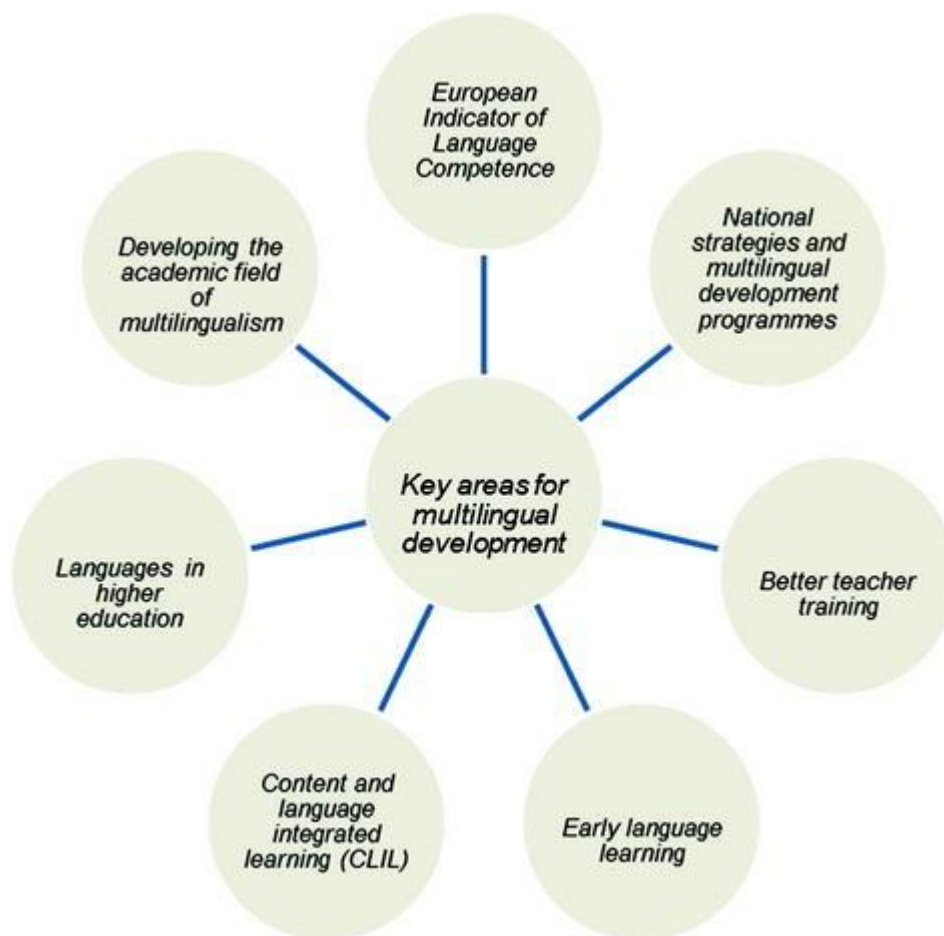 European
Indicator of
Language
Competence
National
strategies and
multilingual
development
programmes
Better teacher
training
Early language
learning
Content and
language
integrated
learning (CLIL)
Languages in
higher
education
Developing the
academic field
of
multilingualism
Key areas for
multilingual
development